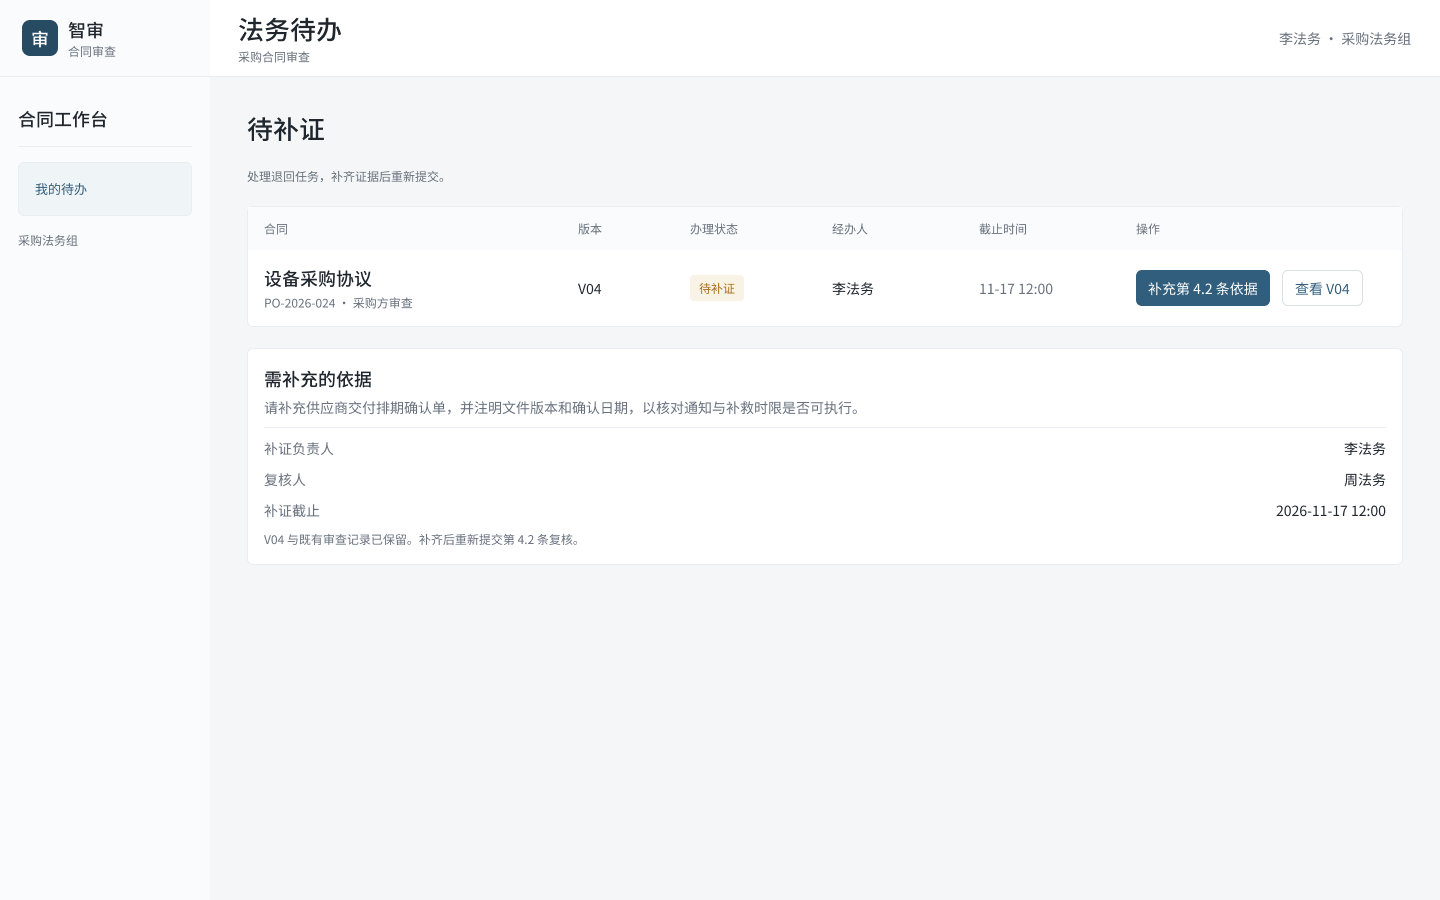 审
智审
合同审查
法务待办
采购合同审查
李法务 · 采购法务组
合同工作台
我的待办
采购法务组
待补证
处理退回任务，补齐证据后重新提交。
合同 版本 办理状态 经办人 截止时间 操作
设备采购协议
PO-2026-024 · 采购方审查
V04 待补证 李法务 11-17 12:00 补充第 4.2 条依据 查看 V04
需补充的依据
请补充供应商交付排期确认单，并注明文件版本和确认日期，以核对通知与补救时限是否可执行。
补证负责人 李法务
复核人 周法务
补证截止 2026-11-17 12:00
V04 与既有审查记录已保留。补齐后重新提交第 4.2 条复核。